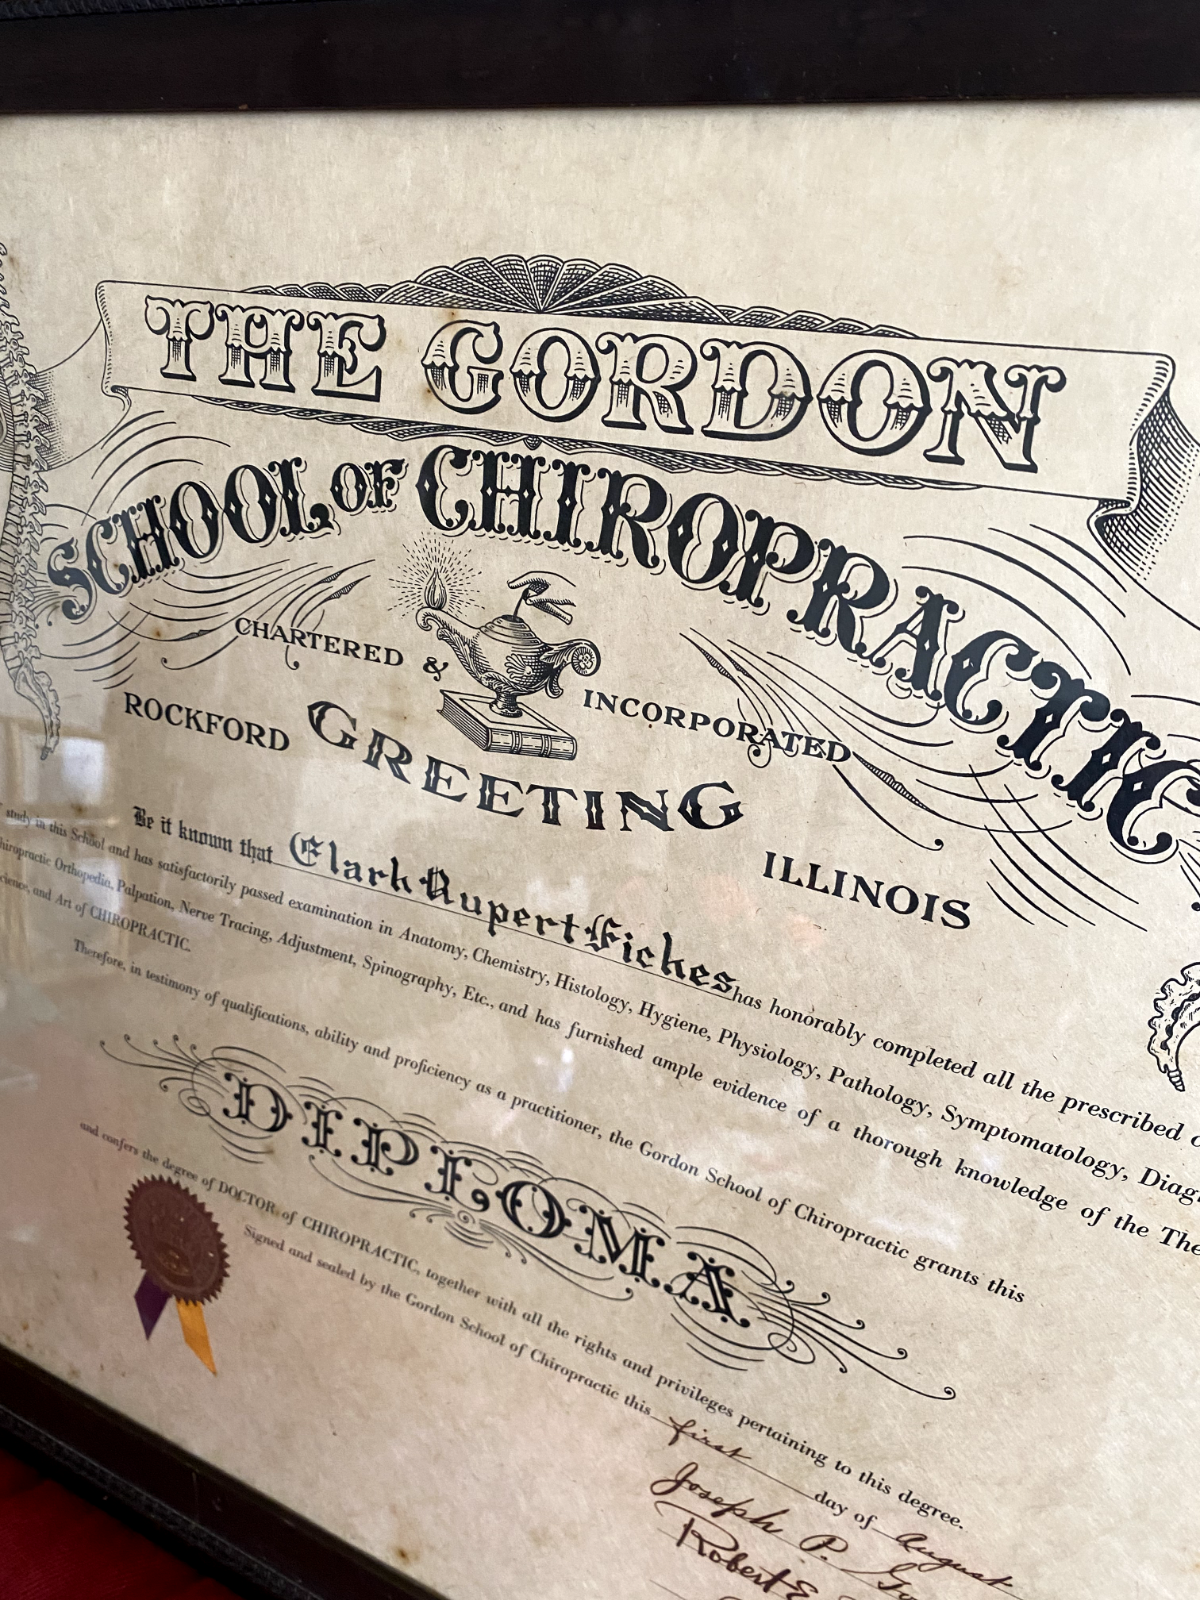 THE GORDON
SCHOOL OF CHIROPRACTIC
CHARTERED & INCORPORATED
ROCKFORD GREETING ILLINOIS
Be it known that Clark Rupert Fickes has honorably completed all the prescribed
study in this School and has satisfactorily passed examination in Anatomy, Chemistry, Histology, Hygiene, Physiology, Pathology, Symptomatology,
Orthopedia, Palpation, Nerve Tracing, Adjustment, Spinography, Etc., and has furnished ample evidence of a thorough knowledge of the
and Art of CHIROPRACTIC.
Therefore, in testimony of qualifications, ability and proficiency as a practitioner, the Gordon School of Chiropractic grants this
DIPLOMA
and confers the degree of DOCTOR of CHIROPRACTIC, together with all the rights and privileges pertaining to this degree.
Signed and sealed by the Gordon School of Chiropractic this first day of August
Joseph P.
Robert E